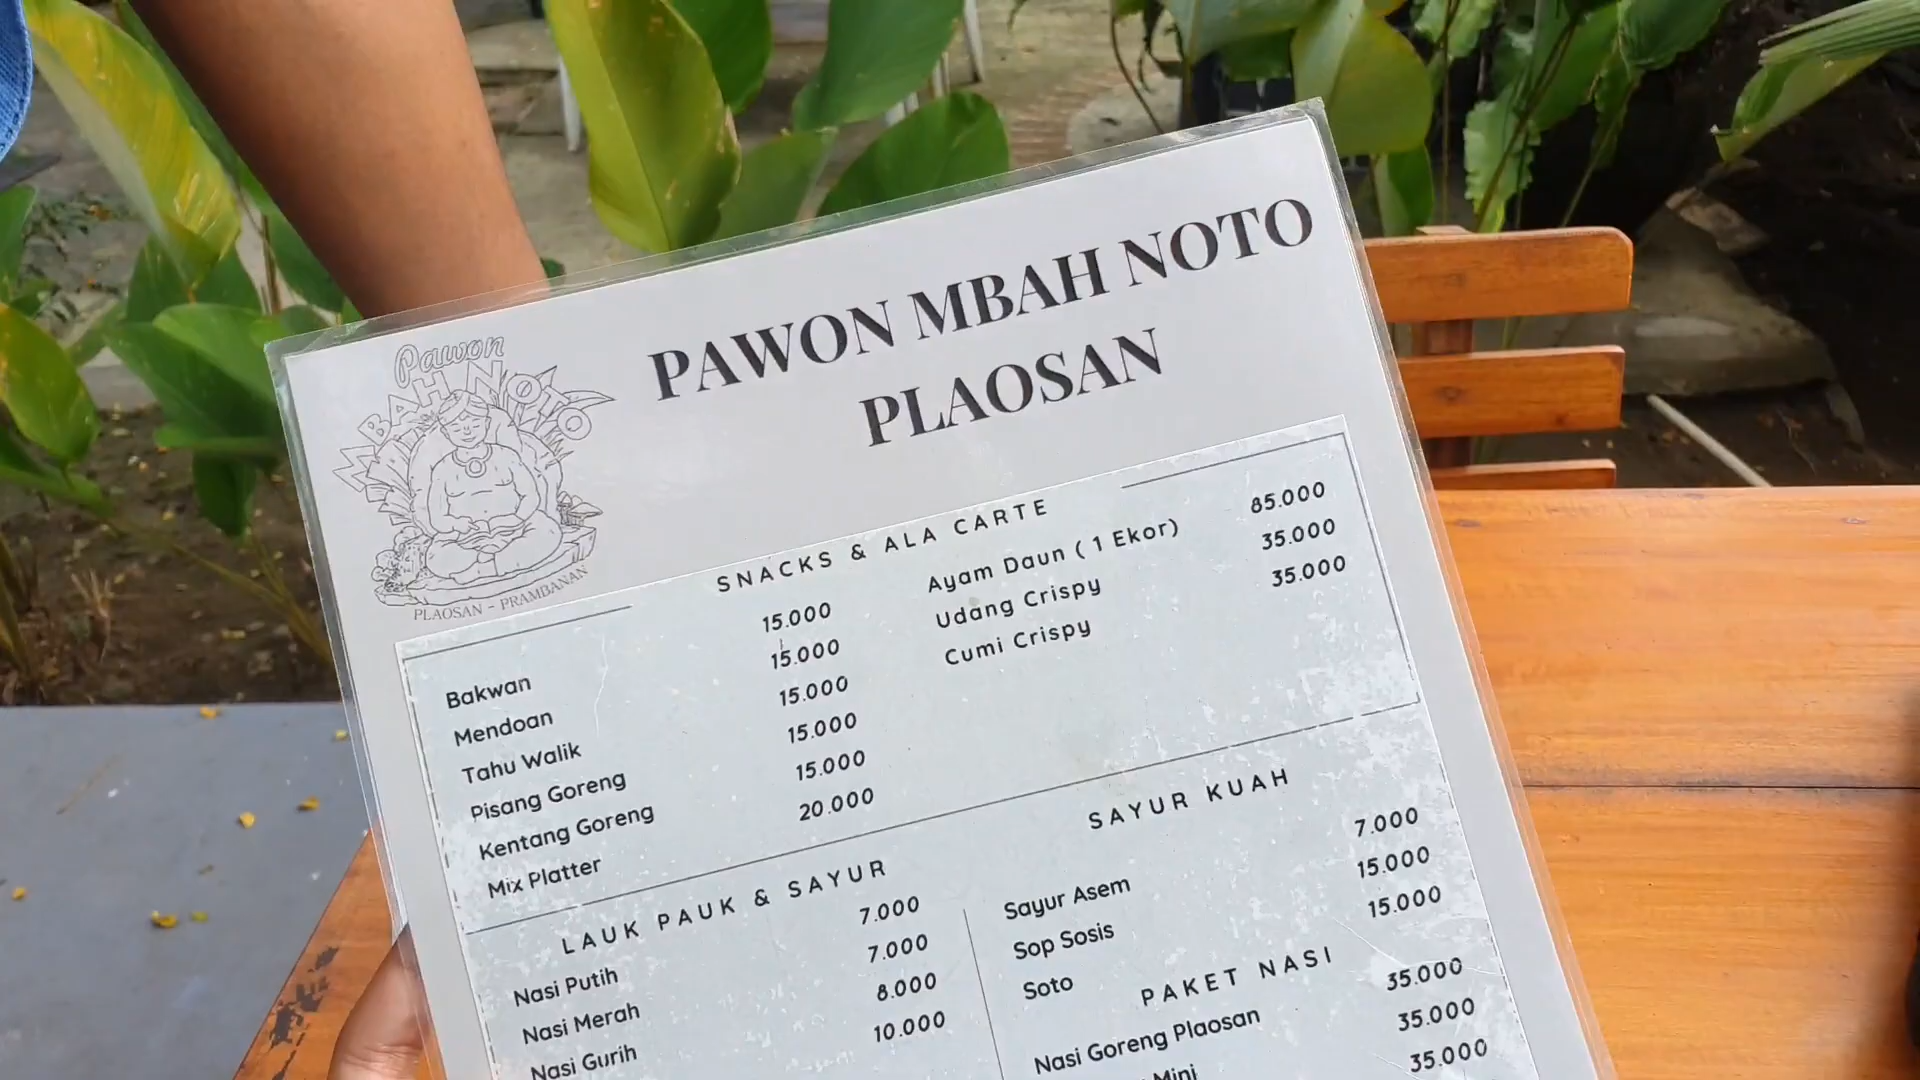 Pawon
MBAH NOTO
PLAOSAN - PRAMBANAN
PAWON MBAH NOTO
PLAOSAN
SNACKS & ALA CARTE
Bakwan 15.000
Mendoan 15.000
Tahu Walik 15.000
Pisang Goreng 15.000
Kentang Goreng 15.000
Mix Platter 20.000
Ayam Daun ( 1 Ekor) 85.000
Udang Crispy 35.000
Cumi Crispy 35.000
LAUK PAUK & SAYUR
Nasi Putih 7.000
Nasi Merah 7.000
Nasi Gurih 8.000
10.000
SAYUR KUAH
Sayur Asem 7.000
Sop Sosis 15.000
Soto 15.000
PAKET NASI
Nasi Goreng Plaosan 35.000
Mini 35.000
35.000